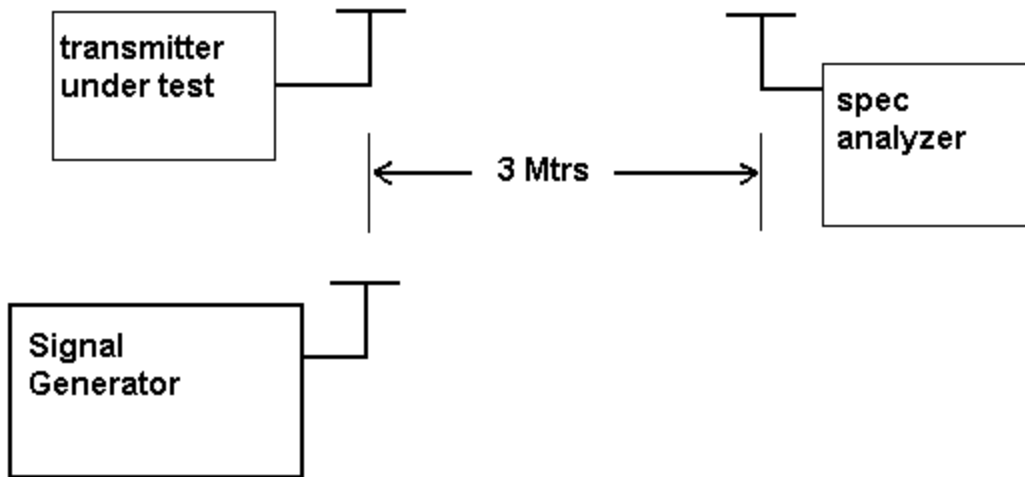 transmitter
under test
spec
analyzer
3 Mtrs
Signal
Generator